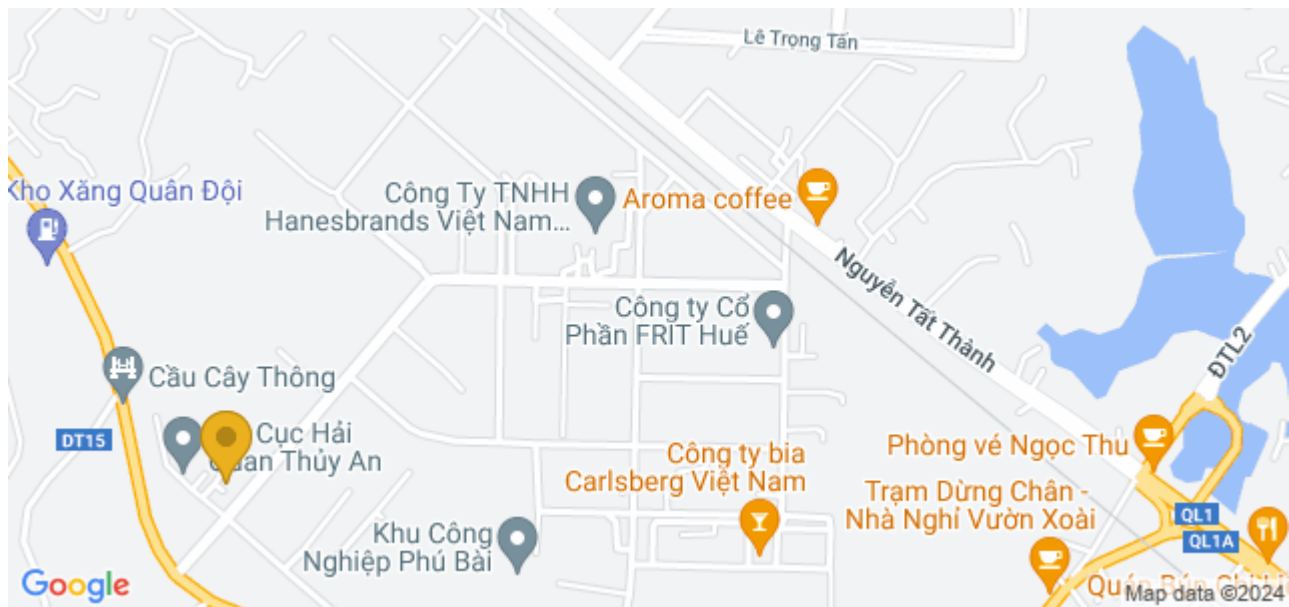 Lê Trọng Tấn
Kho Xăng Quân Đội
Công Ty TNHH
Hanesbrands Việt Nam...
Aroma coffee
Nguyễn Tất Thành
Công ty Cổ
Phần FRIT Huế
ĐTL2
Cầu Cây Thông
DT15
Cục Hải
Quan Thủy An
Công ty bia
Carlsberg Việt Nam
Phòng vé Ngọc Thu
Trạm Dừng Chân -
Nhà Nghỉ Vườn Xoài
QL1
QL1A
Khu Công
Nghiệp Phú Bài
Google
Map data ©2024